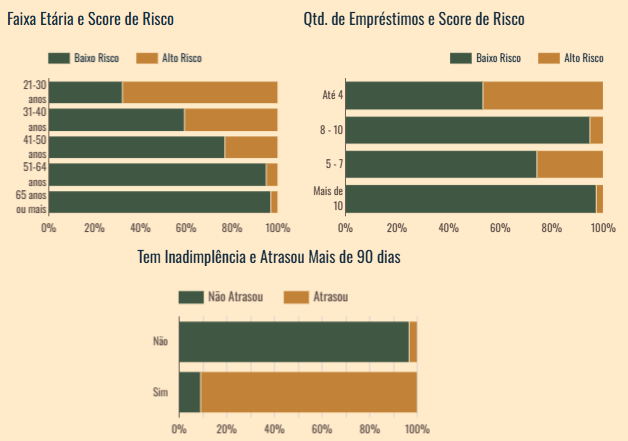 Faixa Etária e Score de Risco
Baixo Risco Alto Risco
21-30
anos
31-40
anos
41-50
anos
51-64
anos
65 anos
ou mais
0% 20% 40% 60% 80% 100%
Qtd. de Empréstimos e Score de Risco
Baixo Risco Alto Risco
Até 4
8 - 10
5 - 7
Mais de
10
0% 20% 40% 60% 80% 100%
Tem Inadimplência e Atrasou Mais de 90 dias
Não Atrasou Atrasou
Não
Sim
0% 20% 40% 60% 80% 100%